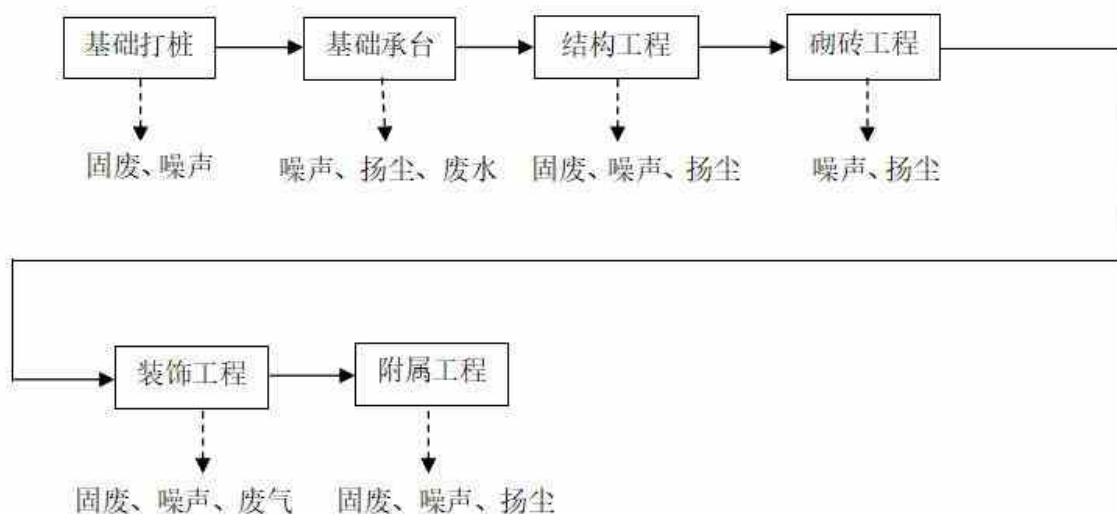 基础打桩 基础承台 结构工程 砌砖工程
固废、噪声 噪声、扬尘、废水 固废、噪声、扬尘 噪声、扬尘
装饰工程 附属工程
固废、噪声、废气 固废、噪声、扬尘